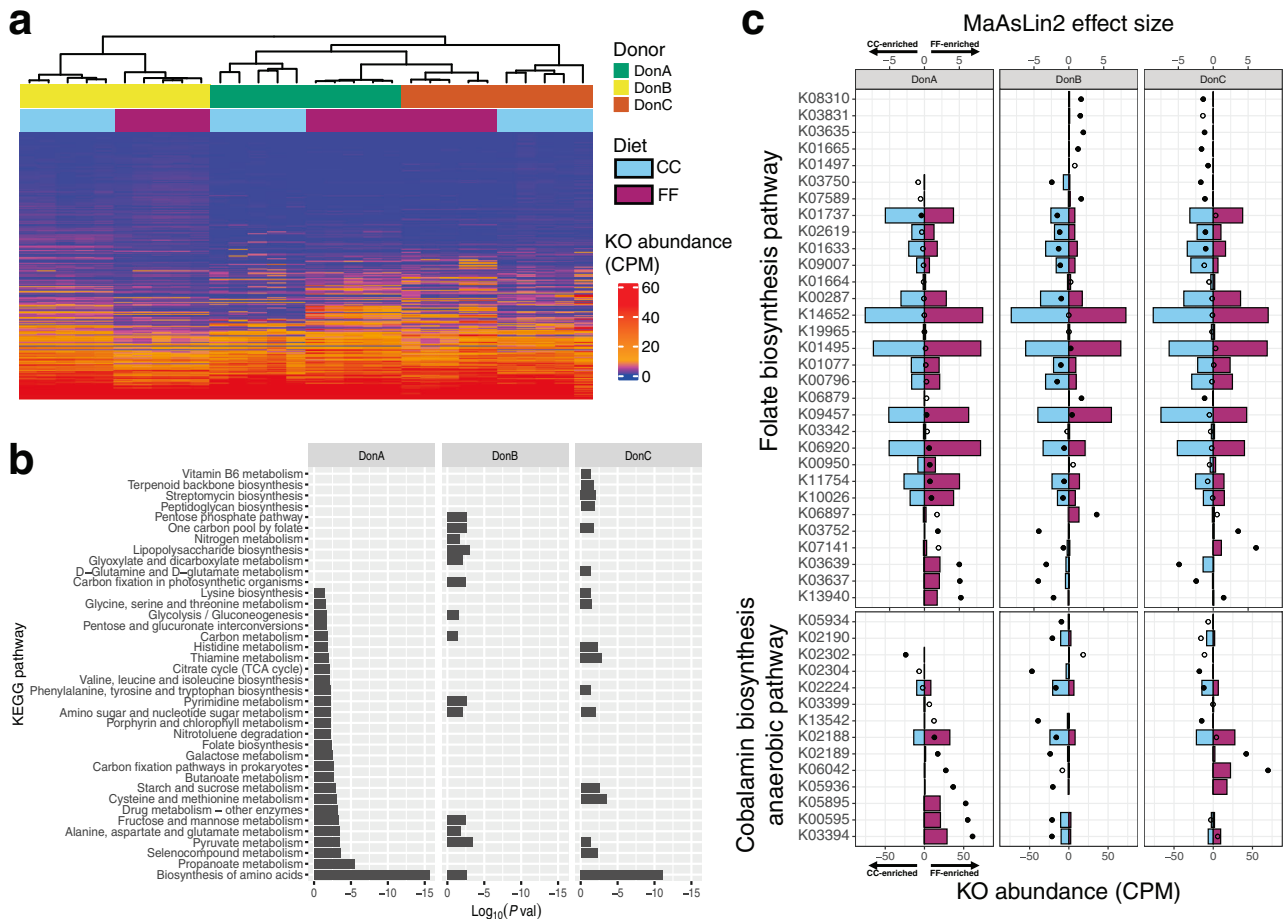 a
Donor
DonA
DonB
DonC
Diet
CC
FF
KO abundance
(CPM)
60
40
20
0
b
DonA
DonB
DonC
KEGG pathway
Vitamin B6 metabolism
Terpenoid backbone biosynthesis
Streptomycin biosynthesis
Peptidoglycan biosynthesis
Pentose phosphate pathway
One carbon pool by folate
Nitrogen metabolism
Lipopolysaccharide biosynthesis
Glyoxylate and dicarboxylate metabolism
D−Glutamine and D−glutamate metabolism
Carbon fixation in photosynthetic organisms
Lysine biosynthesis
Glycine, serine and threonine metabolism
Glycolysis / Gluconeogenesis
Pentose and glucuronate interconversions
Carbon metabolism
Histidine metabolism
Thiamine metabolism
Citrate cycle (TCA cycle)
Valine, leucine and isoleucine biosynthesis
Phenylalanine, tyrosine and tryptophan biosynthesis
Pyrimidine metabolism
Amino sugar and nucleotide sugar metabolism
Porphyrin and chlorophyll metabolism
Nitrotoluene degradation
Folate biosynthesis
Galactose metabolism
Carbon fixation pathways in prokaryotes
Butanoate metabolism
Starch and sucrose metabolism
Cysteine and methionine metabolism
Drug metabolism − other enzymes
Fructose and mannose metabolism
Alanine, aspartate and glutamate metabolism
Pyruvate metabolism
Selenocompound metabolism
Propanoate metabolism
Biosynthesis of amino acids
0 −5 −10 −15 0 −5 −10 −15 0 −5 −10 −15
Log10(P val)
c
MaAsLin2 effect size
CC-enriched FF-enriched
−5 0 5 −5 0 5 −5 0 5
DonA DonB DonC
Folate biosynthesis pathway
K08310
K03831
K03635
K01665
K01497
K03750
K07589
K01737
K02619
K01633
K09007
K01664
K00287
K14652
K19965
K01495
K01077
K00796
K06879
K09457
K03342
K06920
K00950
K11754
K10026
K06897
K03752
K07141
K03639
K03637
K13940
Cobalamin biosynthesis
anaerobic pathway
K05934
K02190
K02302
K02304
K02224
K03399
K13542
K02188
K02189
K06042
K05936
K05895
K00595
K03394
−50 0 50 −50 0 50 −50 0 50
CC-enriched FF-enriched
KO abundance (CPM)